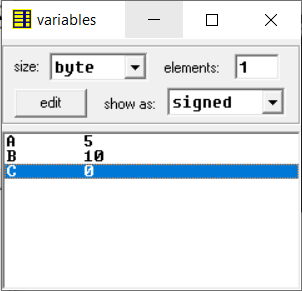 variables
size: byte elements: 1
edit show as: signed
A 5
B 10
C 0